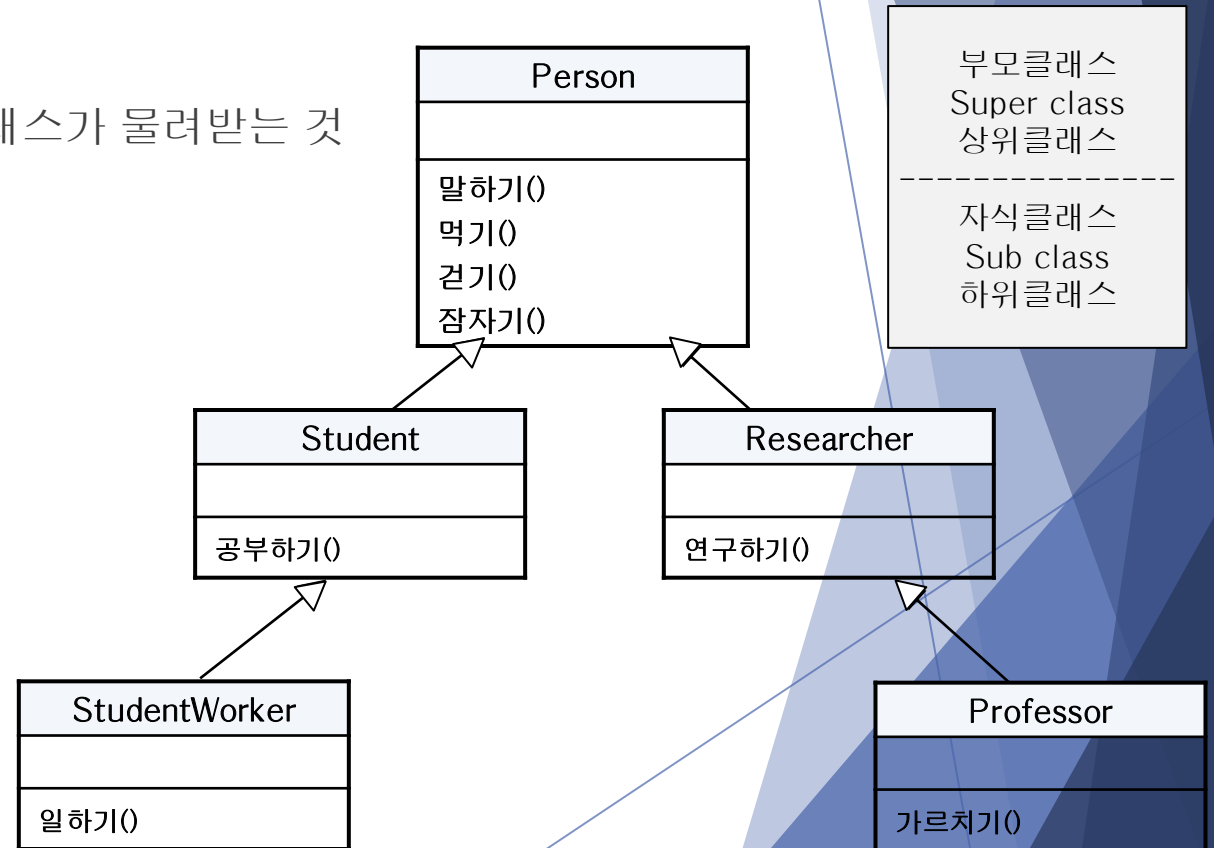 가 물려받는 것
Person
말하기()
먹기()
걷기()
잠자기()
부모클래스
Super class
상위클래스
---------------
자식클래스
Sub class
하위클래스
Student
공부하기()
Researcher
연구하기()
StudentWorker
일하기()
Professor
가르치기()